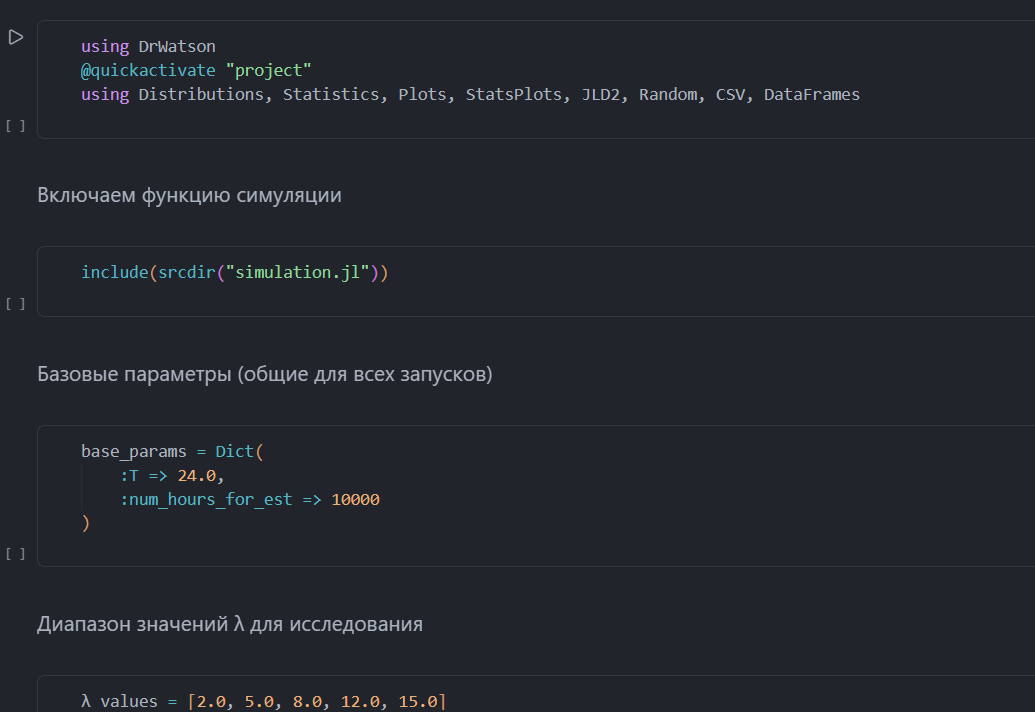 using DrWatson
@quickactivate "project"
using Distributions, Statistics, Plots, StatsPlots, JLD2, Random, CSV, DataFrames
[ ]
Включаем функцию симуляции
include(srcdir("simulation.jl"))
[ ]
Базовые параметры (общие для всех запусков)
base_params = Dict(
:T => 24.0,
:num_hours_for_est => 10000
)
[ ]
Диапазон значений λ для исследования
λ_values = [2.0, 5.0, 8.0, 12.0, 15.0]